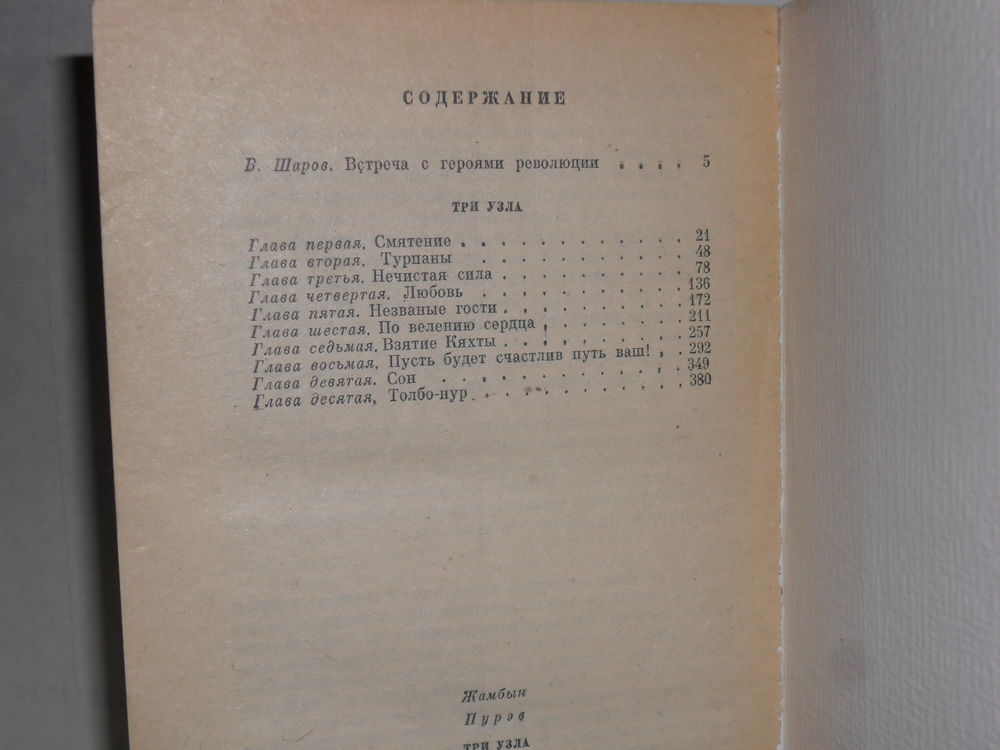 СОДЕРЖАНИЕ
Б. Шаров. Встреча с героями революции . . . . 5
ТРИ УЗЛА
Глава первая. Смятение . . . . . . . . . . . . 21
Глава вторая. Турпаны . . . . . . . . . . . 48
Глава третья. Нечистая сила . . . . . . . . . . 78
Глава четвертая. Любовь . . . . . . . . . . . 136
Глава пятая. Незваные гости . . . . . . . . . . 172
Глава шестая. По велению сердца . . . . . . . . 211
Глава седьмая. Взятие Кяхты . . . . . . . . . . 257
Глава восьмая. Пусть будет счастлив путь ваш! . . 292
Глава девятая. Сон . . . . . . . . . . . . . 349
Глава десятая. Толбо-нур . . . . . . . . . . . 380
Жамбын
Пурэв
ТРИ УЗЛА